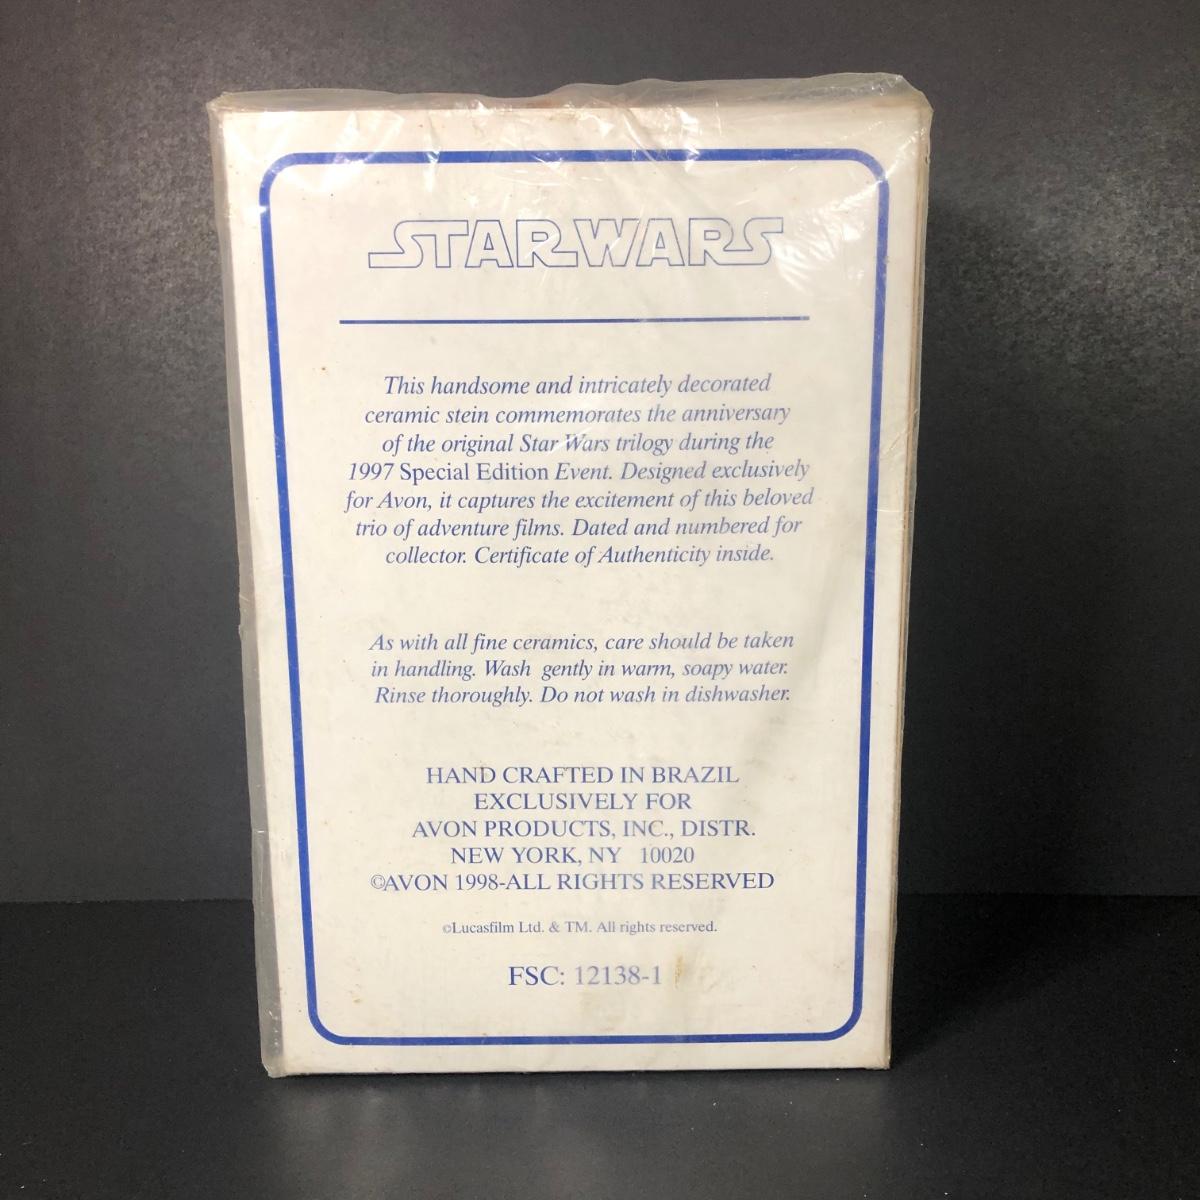 STAR WARS
This handsome and intricately decorated
ceramic stein commemorates the anniversary
of the original Star Wars trilogy during the
1997 Special Edition Event. Designed exclusively
for Avon, it captures the excitement of this beloved
trio of adventure films. Dated and numbered for
collector. Certificate of Authenticity inside.
As with all fine ceramics, care should be taken
in handling. Wash gently in warm, soapy water.
Rinse thoroughly. Do not wash in dishwasher.
HAND CRAFTED IN BRAZIL
EXCLUSIVELY FOR
AVON PRODUCTS, INC., DISTR.
NEW YORK, NY 10020
©AVON 1998-ALL RIGHTS RESERVED
©Lucasfilm Ltd. & TM. All rights reserved.
FSC: 12138-1